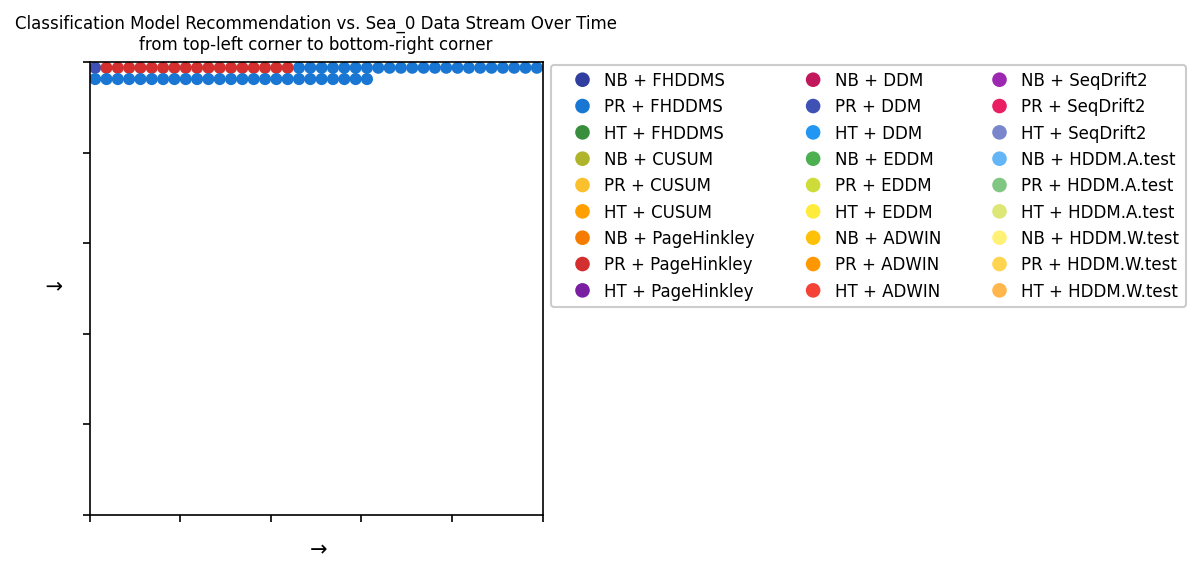 Classification Model Recommendation vs. Sea_0 Data Stream Over Time
from top-left corner to bottom-right corner
NB + FHDDMS
PR + FHDDMS
HT + FHDDMS
NB + CUSUM
PR + CUSUM
HT + CUSUM
NB + PageHinkley
PR + PageHinkley
HT + PageHinkley
NB + DDM
PR + DDM
HT + DDM
NB + EDDM
PR + EDDM
HT + EDDM
NB + ADWIN
PR + ADWIN
HT + ADWIN
NB + SeqDrift2
PR + SeqDrift2
HT + SeqDrift2
NB + HDDM.A.test
PR + HDDM.A.test
HT + HDDM.A.test
NB + HDDM.W.test
PR + HDDM.W.test
HT + HDDM.W.test
→
→